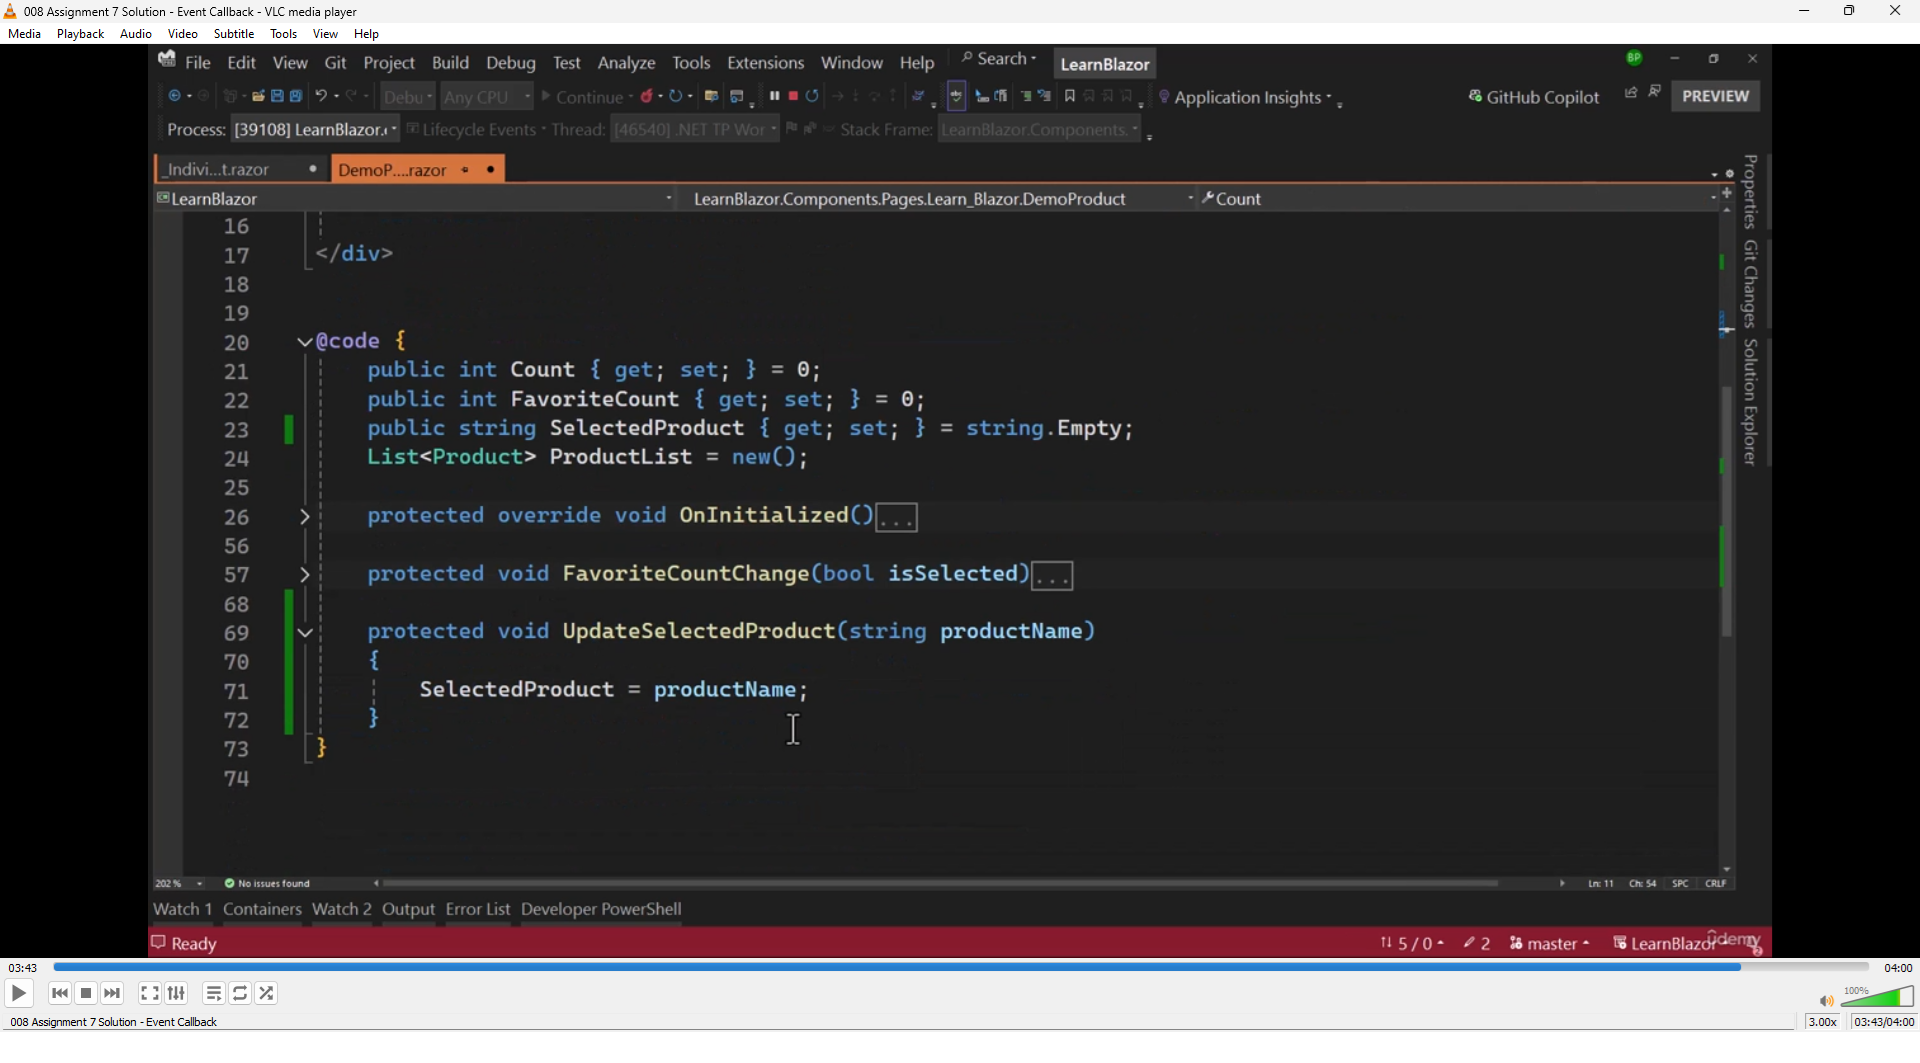 008 Assignment 7 Solution - Event Callback - VLC media player
Media Playback Audio Video Subtitle Tools View Help
File Edit View Git Project Build Debug Test Analyze Tools Extensions Window Help Search LearnBlazor BP
Debu Any CPU Continue Application Insights GitHub Copilot PREVIEW
Process: [39108] LearnBlazor. Lifecycle Events Thread: [46540] .NET TP Wor Stack Frame: LearnBlazor.Components.
_Indivi...t.razor DemoP....razor
LearnBlazor LearnBlazor.Components.Pages.Learn_Blazor.DemoProduct Count
16
17 </div>
18
19
20 @code {
21 public int Count { get; set; } = 0;
22 public int FavoriteCount { get; set; } = 0;
23 public string SelectedProduct { get; set; } = string.Empty;
24 List<Product> ProductList = new();
25
26 protected override void OnInitialized()...
56
57 protected void FavoriteCountChange(bool isSelected)...
68
69 protected void UpdateSelectedProduct(string productName)
70 {
71 SelectedProduct = productName;
72 }
73 }
74
Properties
Git Changes
Solution Explorer
202 % No issues found Ln: 11 Ch: 54 SPC CRLF
Watch 1 Containers Watch 2 Output Error List Developer PowerShell
Ready 5 / 0 2 master LearnBlazor
udemy
2
03:43 04:00
100%
008 Assignment 7 Solution - Event Callback 3.00x 03:43/04:00